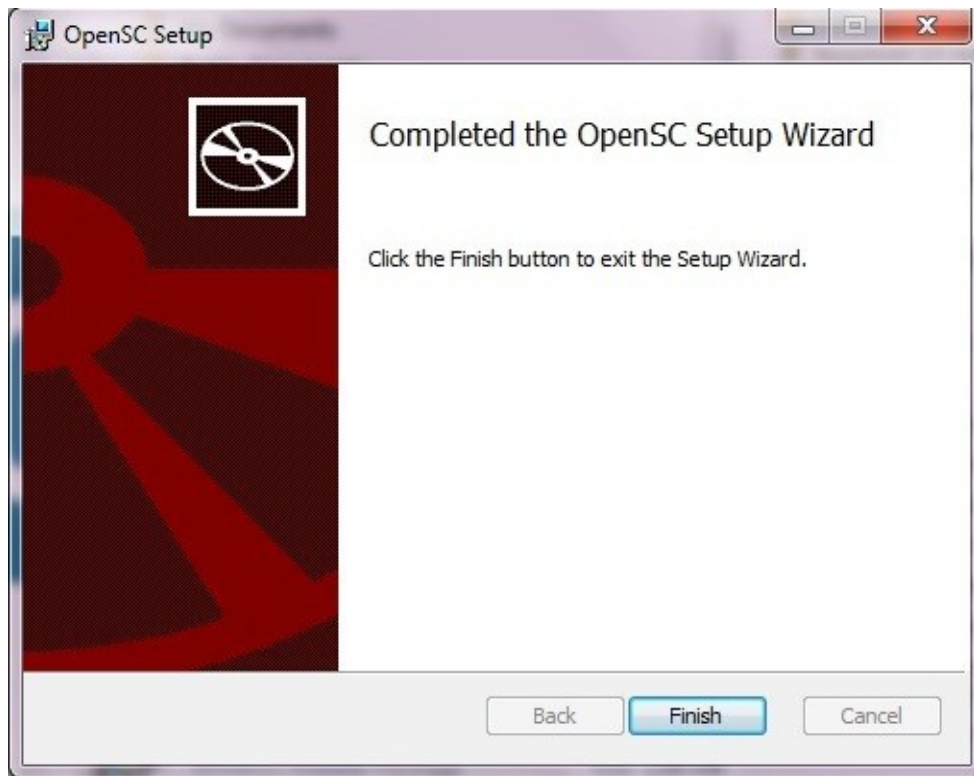 OpenSC Setup
Completed the OpenSC Setup Wizard
Click the Finish button to exit the Setup Wizard.
Back
Finish
Cancel